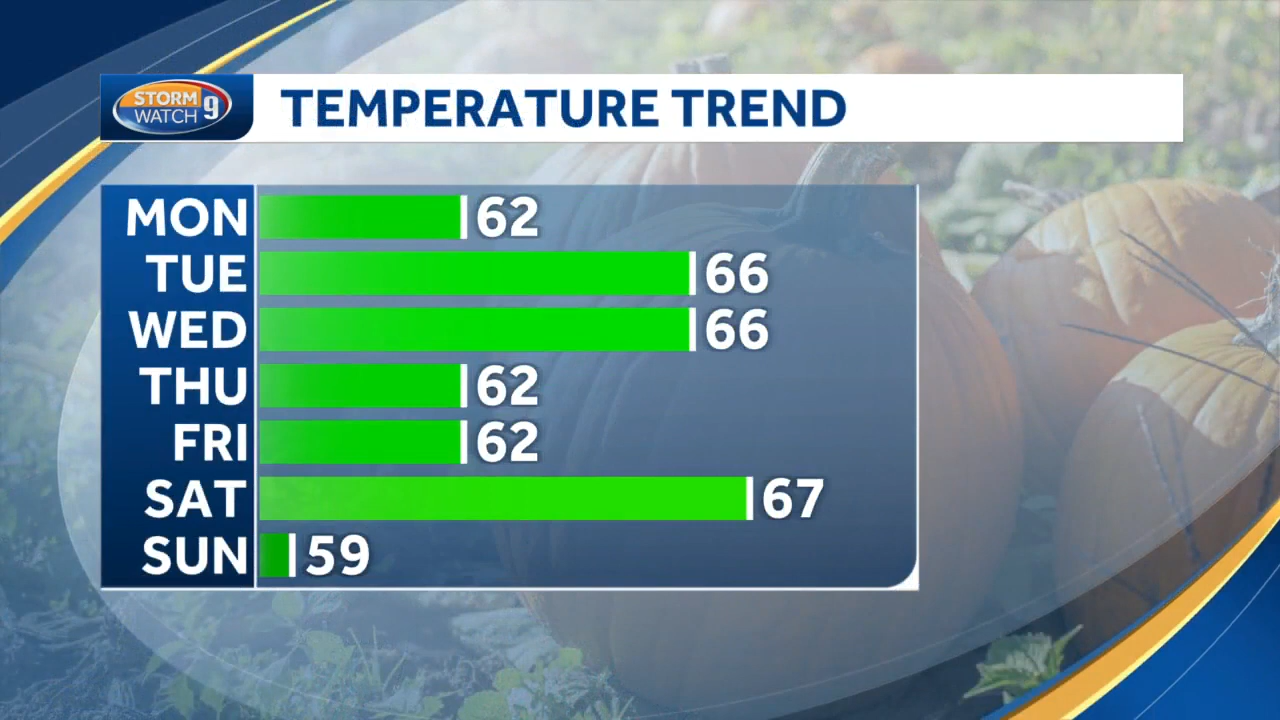 STORM
WATCH 9
TEMPERATURE TREND
MON 62
TUE 66
WED 66
THU 62
FRI 62
SAT 67
SUN 59